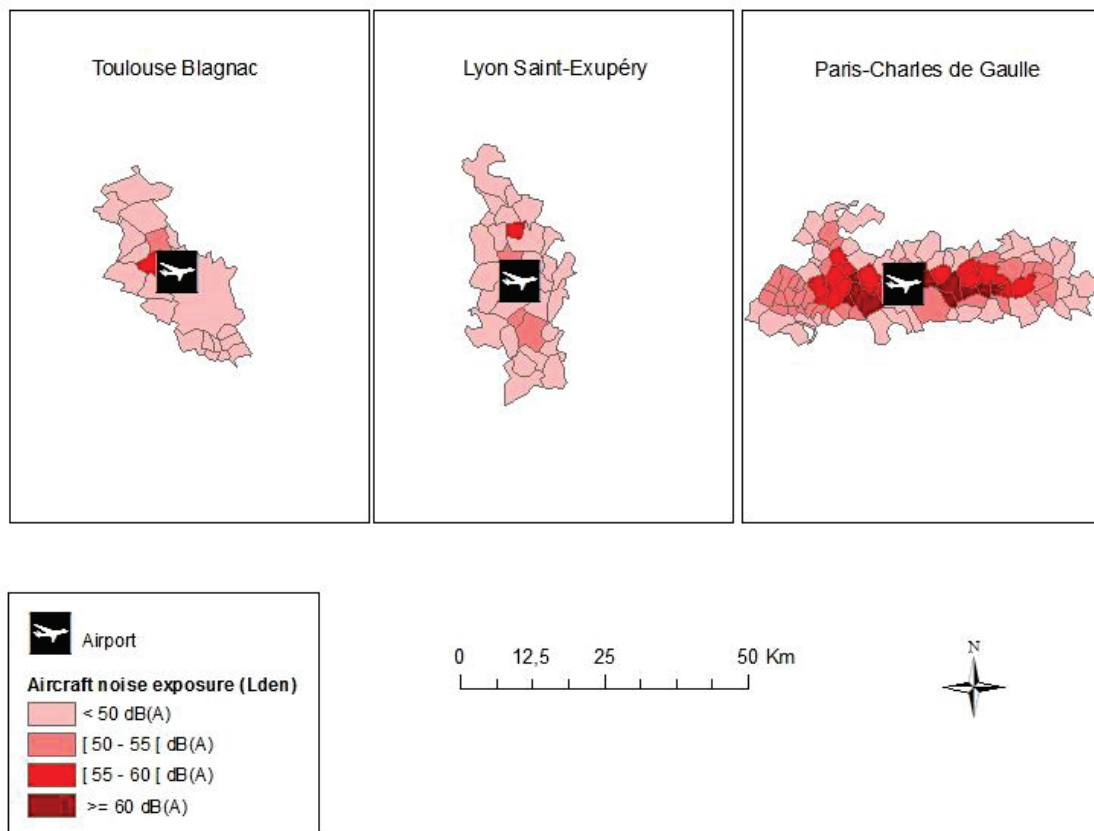 Toulouse Blagnac
Lyon Saint-Exupéry
Paris-Charles de Gaulle
Airport
Aircraft noise exposure (Lden)
< 50 dB(A)
[ 50 - 55 [ dB(A)
[ 55 - 60 [ dB(A)
>= 60 dB(A)
0 12,5 25 50 Km
N